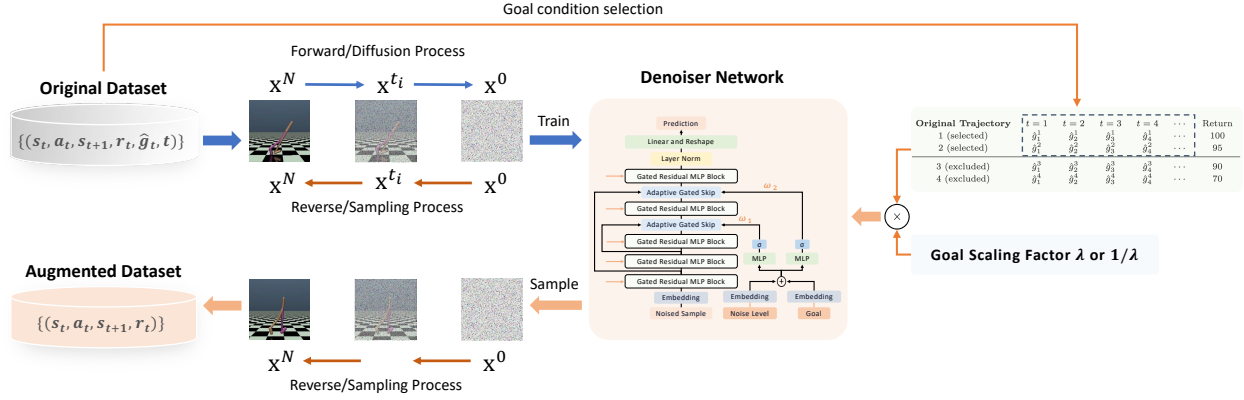 Goal condition selection
Forward/Diffusion Process
x^N x^{t_i} x^0
Original Dataset
{(s_t, a_t, s_{t+1}, r_t, ĝ_t, t)}
Train
x^N x^{t_i} x^0
Reverse/Sampling Process
Denoiser Network
Prediction
Linear and Reshape
Layer Norm
Gated Residual MLP Block
Adaptive Gated Skip
ω_2
Gated Residual MLP Block
Adaptive Gated Skip
ω_1
Gated Residual MLP Block
σ σ
Gated Residual MLP Block
MLP MLP
Gated Residual MLP Block
+
Embedding Embedding Embedding
Noised Sample Noise Level Goal
Original Trajectory t = 1 t = 2 t = 3 t = 4 ⋯ Return
1 (selected) ĝ_1^1 ĝ_2^1 ĝ_3^1 ĝ_4^1 ⋯ 100
2 (selected) ĝ_1^2 ĝ_2^2 ĝ_3^2 ĝ_4^2 ⋯ 95
3 (excluded) ĝ_1^3 ĝ_2^3 ĝ_3^3 ĝ_4^3 ⋯ 90
4 (excluded) ĝ_1^4 ĝ_2^4 ĝ_3^4 ĝ_4^4 ⋯ 70
×
Goal Scaling Factor λ or 1/λ
Augmented Dataset
{(s_t, a_t, s_{t+1}, r_t)}
Sample
x^N x^0
Reverse/Sampling Process